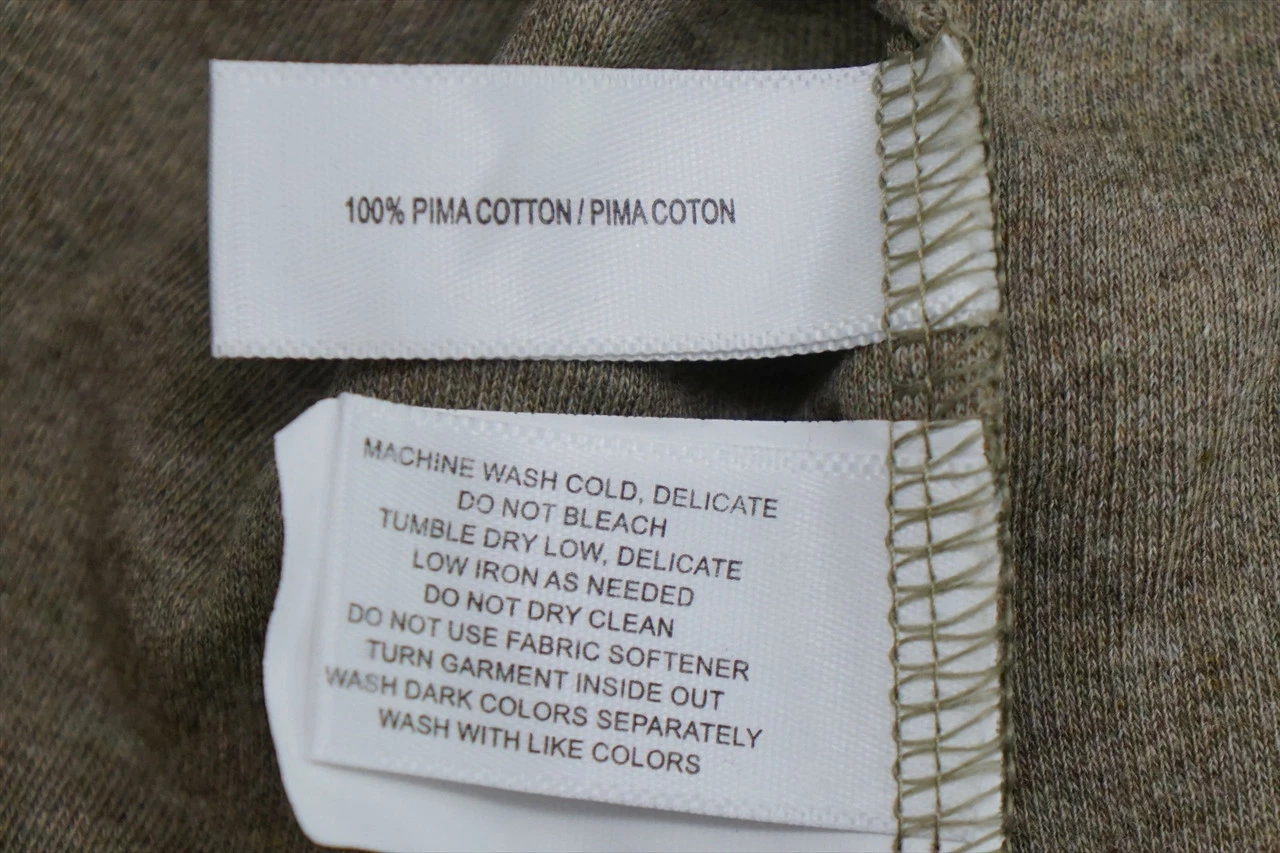 100% PIMA COTTON / PIMA COTON
MACHINE WASH COLD, DELICATE
DO NOT BLEACH
TUMBLE DRY LOW, DELICATE
LOW IRON AS NEEDED
DO NOT DRY CLEAN
DO NOT USE FABRIC SOFTENER
TURN GARMENT INSIDE OUT
WASH DARK COLORS SEPARATELY
WASH WITH LIKE COLORS